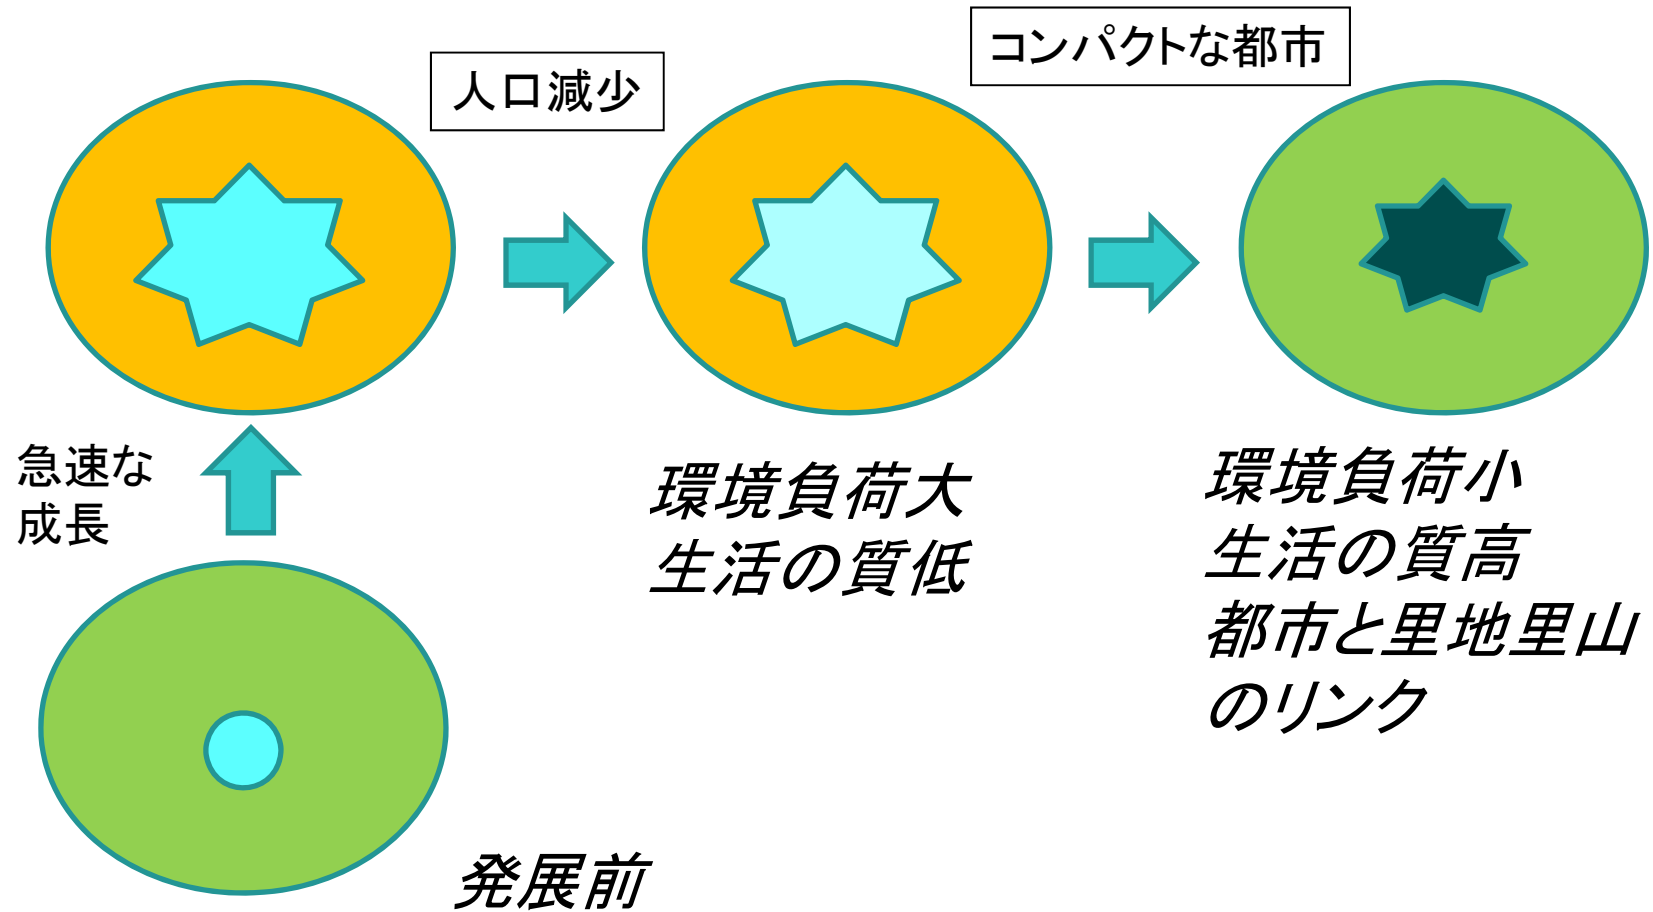 コンパクトな都市
人口減少
急速な
成長
環境負荷大
生活の質低
環境負荷小
生活の質高
都市と里地里山
のリンク
発展前